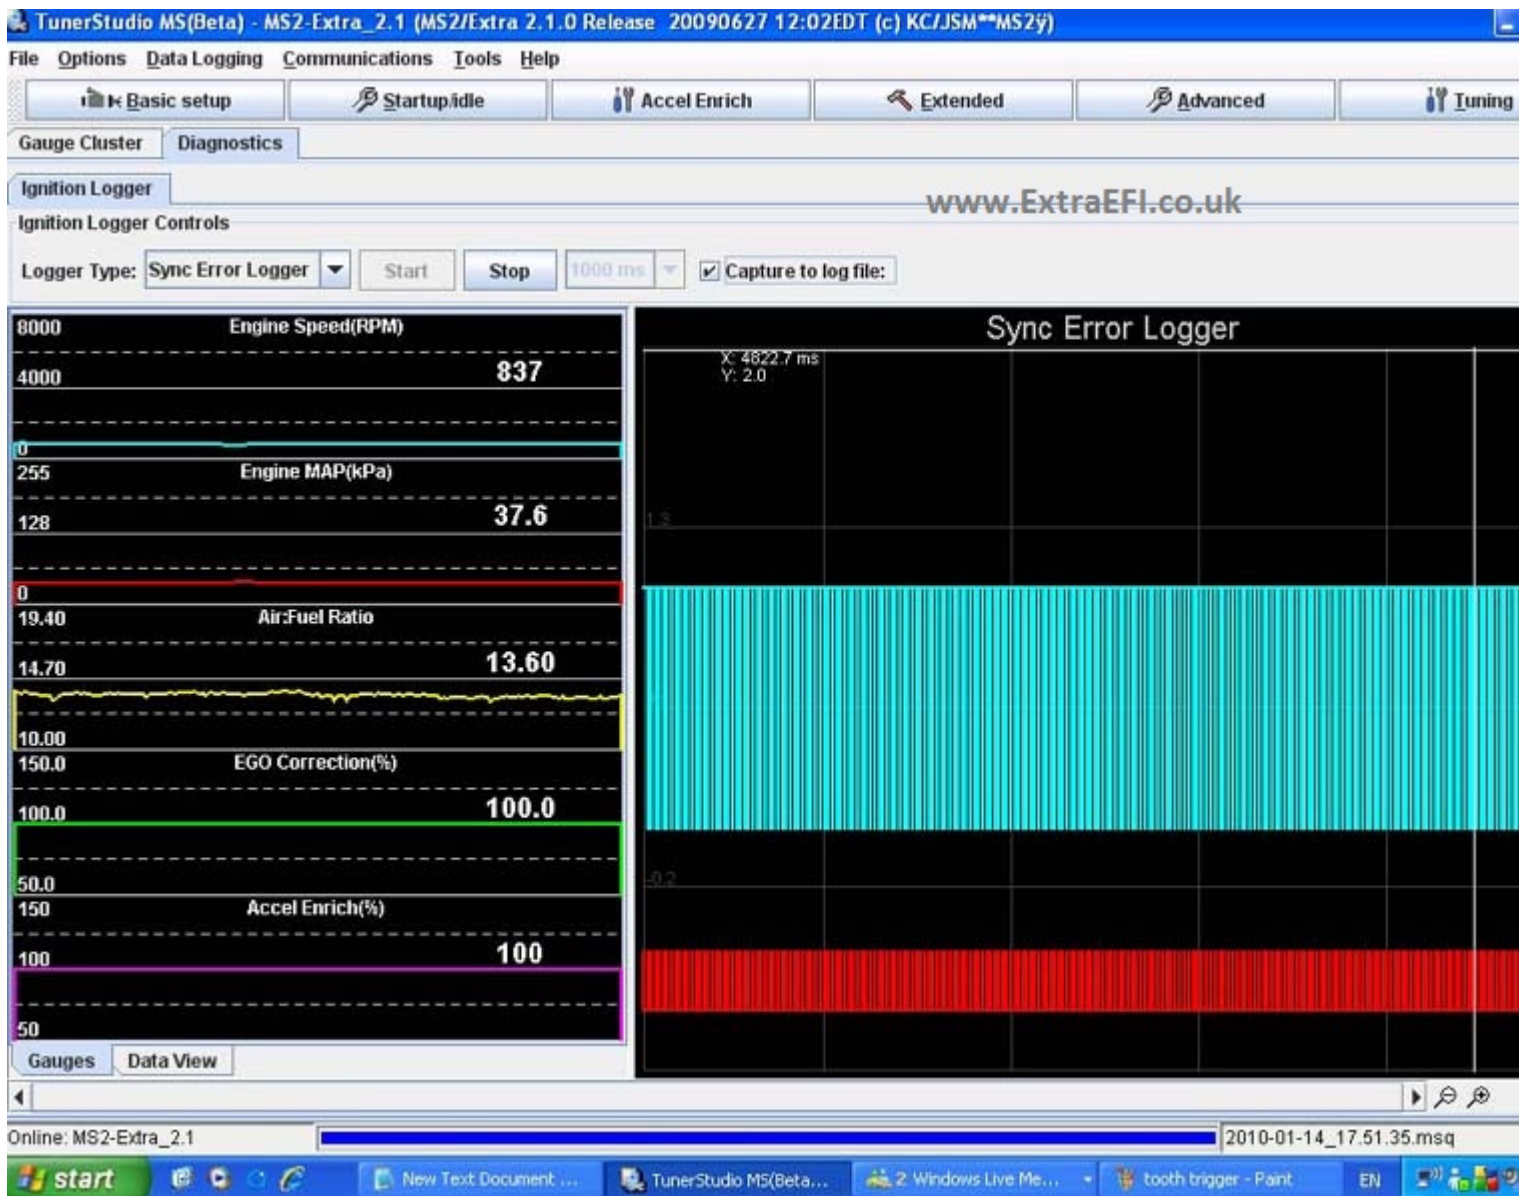 TunerStudio MS(Beta) - MS2-Extra_2.1 (MS2/Extra 2.1.0 Release 20090627 12:02EDT (c) KC/JSM**MS2ÿ)
File Options Data Logging Communications Tools Help
Basic setup Startup/idle Accel Enrich Extended Advanced Tuning
Gauge Cluster Diagnostics
Ignition Logger
www.ExtraEFI.co.uk
Ignition Logger Controls
Logger Type: Sync Error Logger Start Stop 1000 ms Capture to log file:
8000 Engine Speed(RPM)
4000 837
0
255 Engine MAP(kPa)
128 37.6
0
19.40 Air:Fuel Ratio
14.70 13.60
10.00
150.0 EGO Correction(%)
100.0 100.0
50.0
150 Accel Enrich(%)
100 100
50
Sync Error Logger
X: 4822.7 ms
Y: 2.0
1.3
-0.2
Gauges Data View
Online: MS2-Extra_2.1 2010-01-14_17.51.35.msq
start New Text Document ... TunerStudio MS(Beta... 2 Windows Live Me... tooth trigger - Paint EN